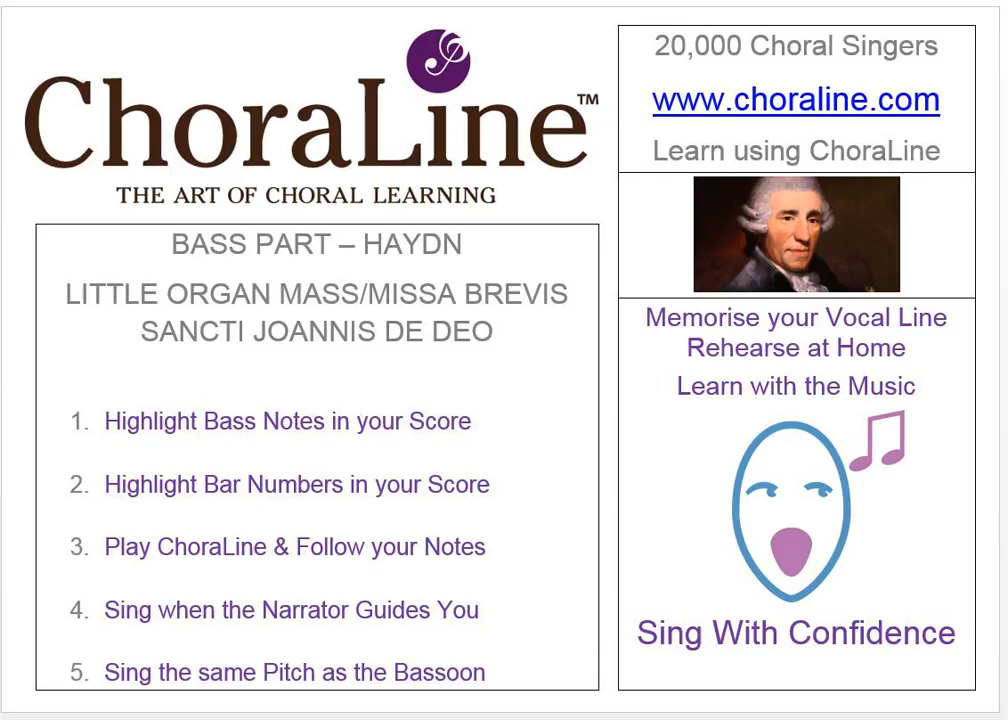 ChoraLine™
THE ART OF CHORAL LEARNING
BASS PART – HAYDN
LITTLE ORGAN MASS/MISSA BREVIS
SANCTI JOANNIS DE DEO
1. Highlight Bass Notes in your Score
2. Highlight Bar Numbers in your Score
3. Play ChoraLine & Follow your Notes
4. Sing when the Narrator Guides You
5. Sing the same Pitch as the Bassoon
20,000 Choral Singers
www.choraline.com
Learn using ChoraLine
Memorise your Vocal Line
Rehearse at Home
Learn with the Music
Sing With Confidence